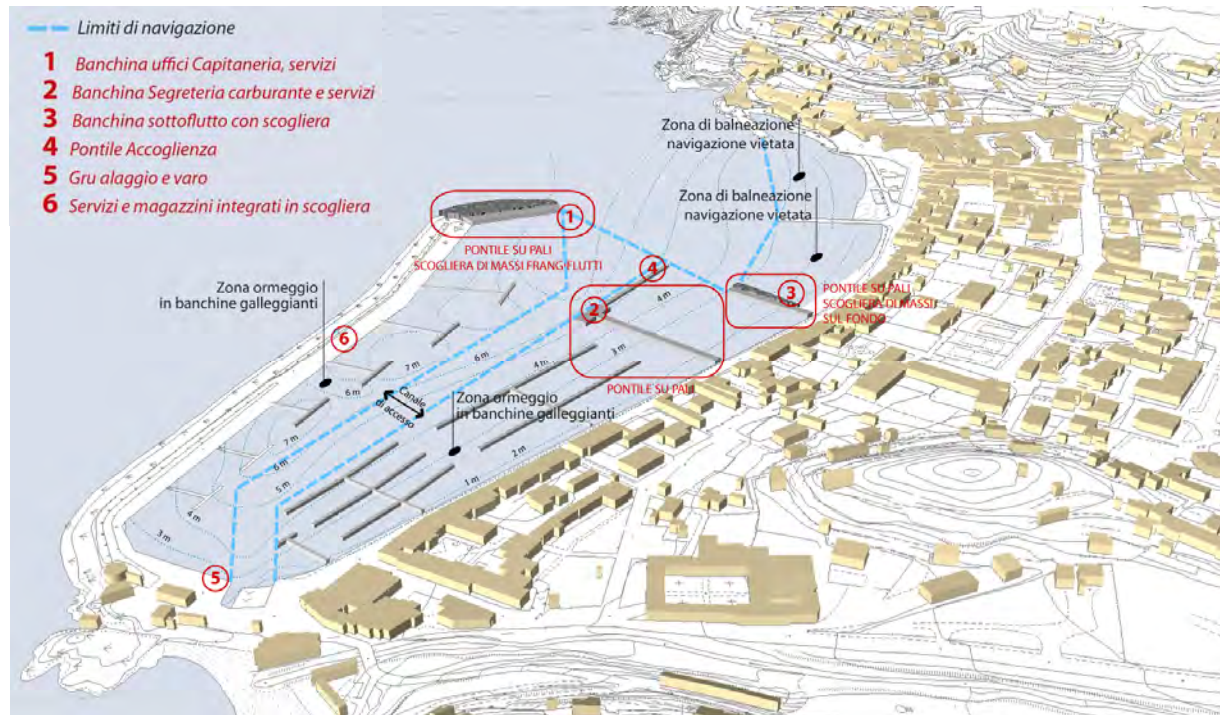 Limiti di navigazione
1 Banchina uffici Capitaneria, servizi
2 Banchina Segreteria carburante e servizi
3 Banchina sottoflutto con scogliera
4 Pontile Accoglienza
5 Gru alaggio e varo
6 Servizi e magazzini integrati in scogliera
Zona di balneazione
navigazione vietata
Zona di balneazione
navigazione vietata
1
PONTILE SU PALI
SCOGLIERA DI MASSI FRANGIFLUTTI
4
Zona ormeggio
in banchine galleggianti
3
PONTILE SU PALI
SCOGLIERA DI MASSI
SUL FONDO
4 m
2
6
7 m
6 m
4 m
3 m
6 m
PONTILE SU PALI
Canale
di accesso
Zona ormeggio
in banchine galleggianti
7 m
6 m
5 m
2 m
1 m
4 m
3 m
5